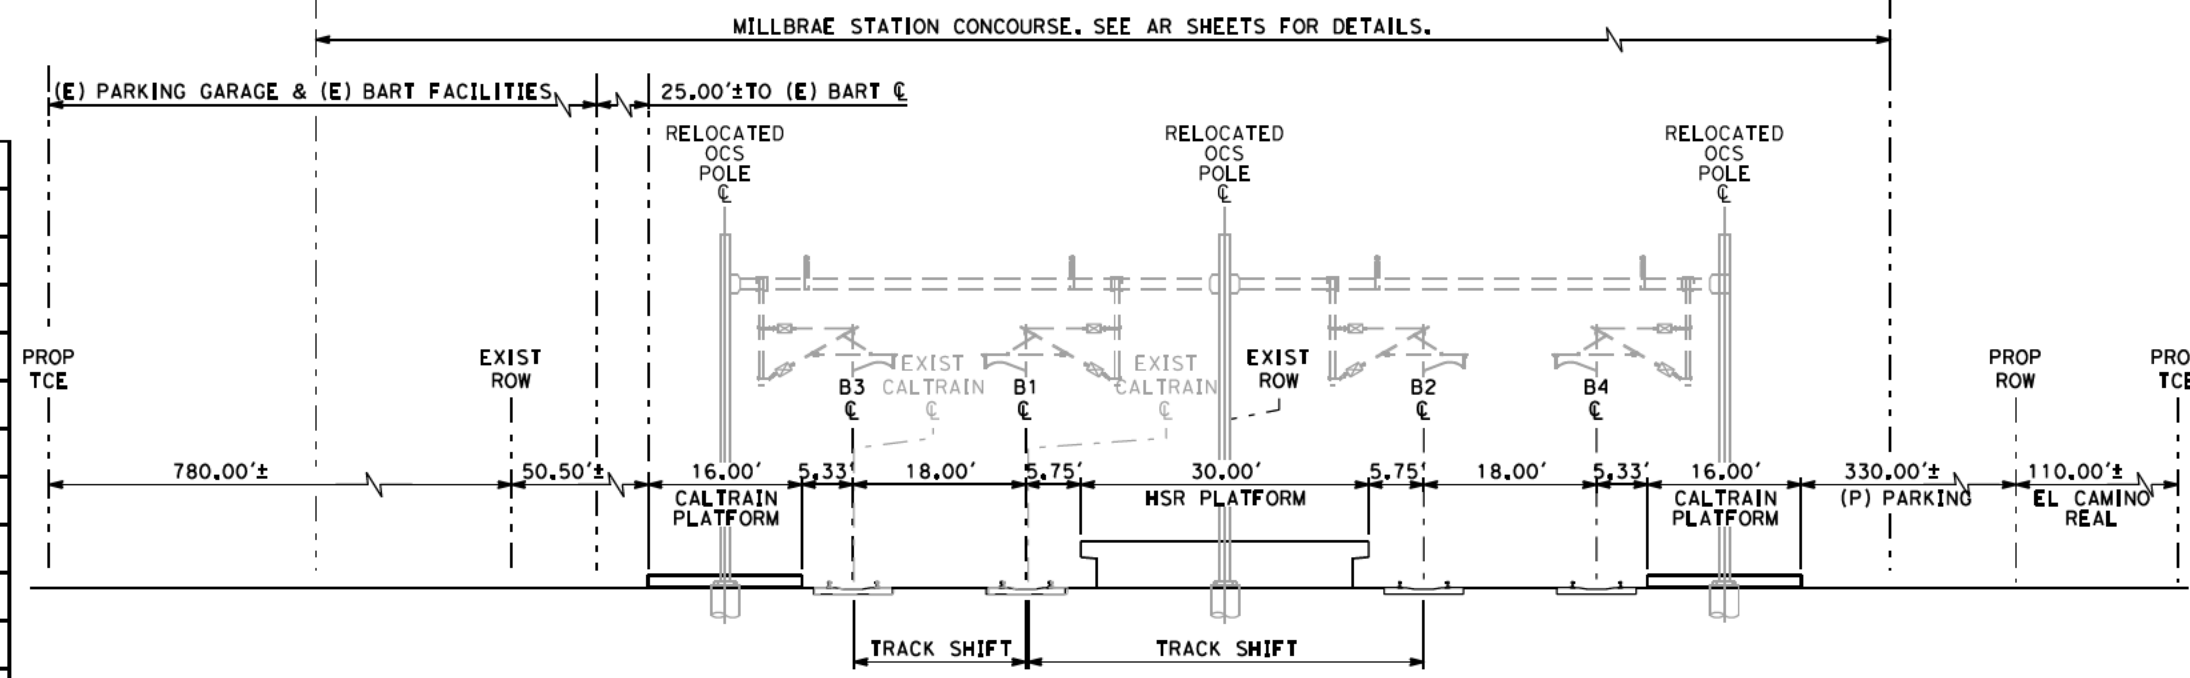 MILLBRAE STATION CONCOURSE. SEE AR SHEETS FOR DETAILS.
(E) PARKING GARAGE & (E) BART FACILITIES
25.00'± TO (E) BART ℄
RELOCATED
OCS
POLE
℄
RELOCATED
OCS
POLE
℄
RELOCATED
OCS
POLE
℄
PROP
TCE
EXIST
ROW
B3
℄
EXIST
CALTRAIN
℄
B1
℄
EXIST
CALTRAIN
℄
EXIST
ROW
B2
℄
B4
℄
PROP
ROW
PRO
TCE
780.00'±
50.50'±
16.00'
CALTRAIN
PLATFORM
5.33'
18.00'
5.75'
30.00'
HSR PLATFORM
5.75'
18.00'
5.33'
16.00'
CALTRAIN
PLATFORM
330.00'±
(P) PARKING
110.00'±
EL CAMINO
REAL
TRACK SHIFT
TRACK SHIFT